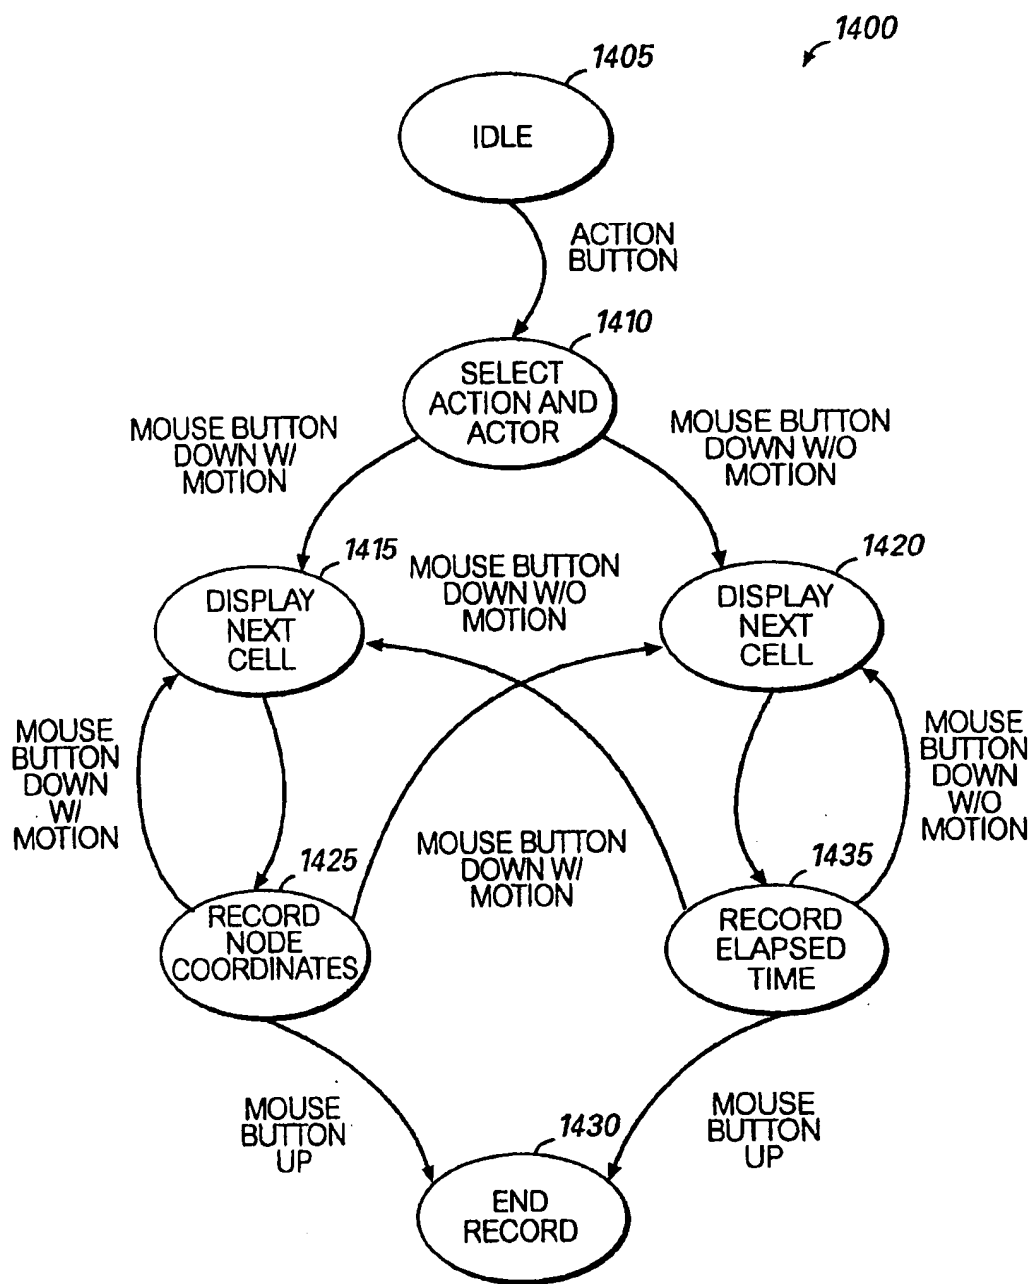 1400
1405
IDLE
ACTION
BUTTON
1410
SELECT
ACTION AND
ACTOR
MOUSE BUTTON
DOWN W/
MOTION
MOUSE BUTTON
DOWN W/O
MOTION
1415
DISPLAY
NEXT
CELL
MOUSE BUTTON
DOWN W/O
MOTION
1420
DISPLAY
NEXT
CELL
MOUSE
BUTTON
DOWN
W/
MOTION
MOUSE BUTTON
DOWN W/
MOTION
MOUSE
BUTTON
DOWN
W/O
MOTION
1425
RECORD
NODE
COORDINATES
1435
RECORD
ELAPSED
TIME
MOUSE
BUTTON
UP
MOUSE
BUTTON
UP
1430
END
RECORD